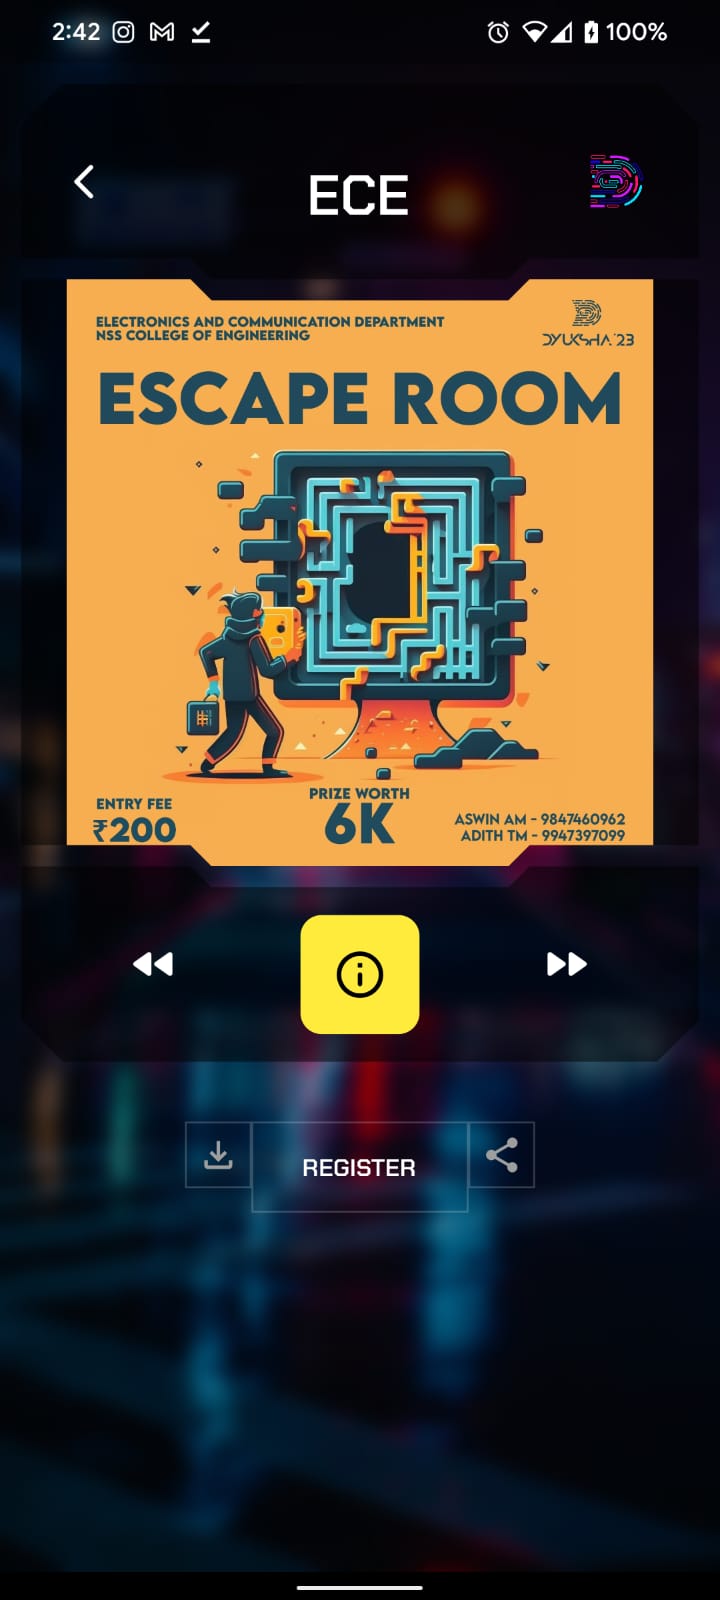 2:42
100%
ECE
ELECTRONICS AND COMMUNICATION DEPARTMENT
NSS COLLEGE OF ENGINEERING
DYUKSHA '23
ESCAPE ROOM
ENTRY FEE
₹200
PRIZE WORTH
6K
ASWIN AM - 9847460962
ADITH TM - 9947397099
REGISTER